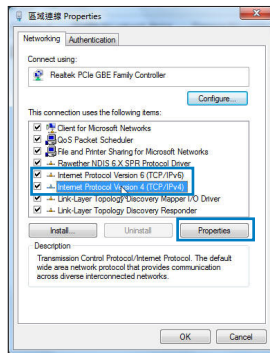 區域連線 Properties
Networking Authentication
Connect using:
Realtek PCIe GBE Family Controller
Configure...
This connection uses the following items:
Client for Microsoft Networks
QoS Packet Scheduler
File and Printer Sharing for Microsoft Networks
Rawether NDIS 6.X SPR Protocol Driver
Internet Protocol Version 6 (TCP/IPv6)
Internet Protocol Version 4 (TCP/IPv4)
Link-Layer Topology Discovery Mapper I/O Driver
Link-Layer Topology Discovery Responder
Install... Uninstall Properties
Description
Transmission Control Protocol/Internet Protocol. The default
wide area network protocol that provides communication
across diverse interconnected networks.
OK Cancel